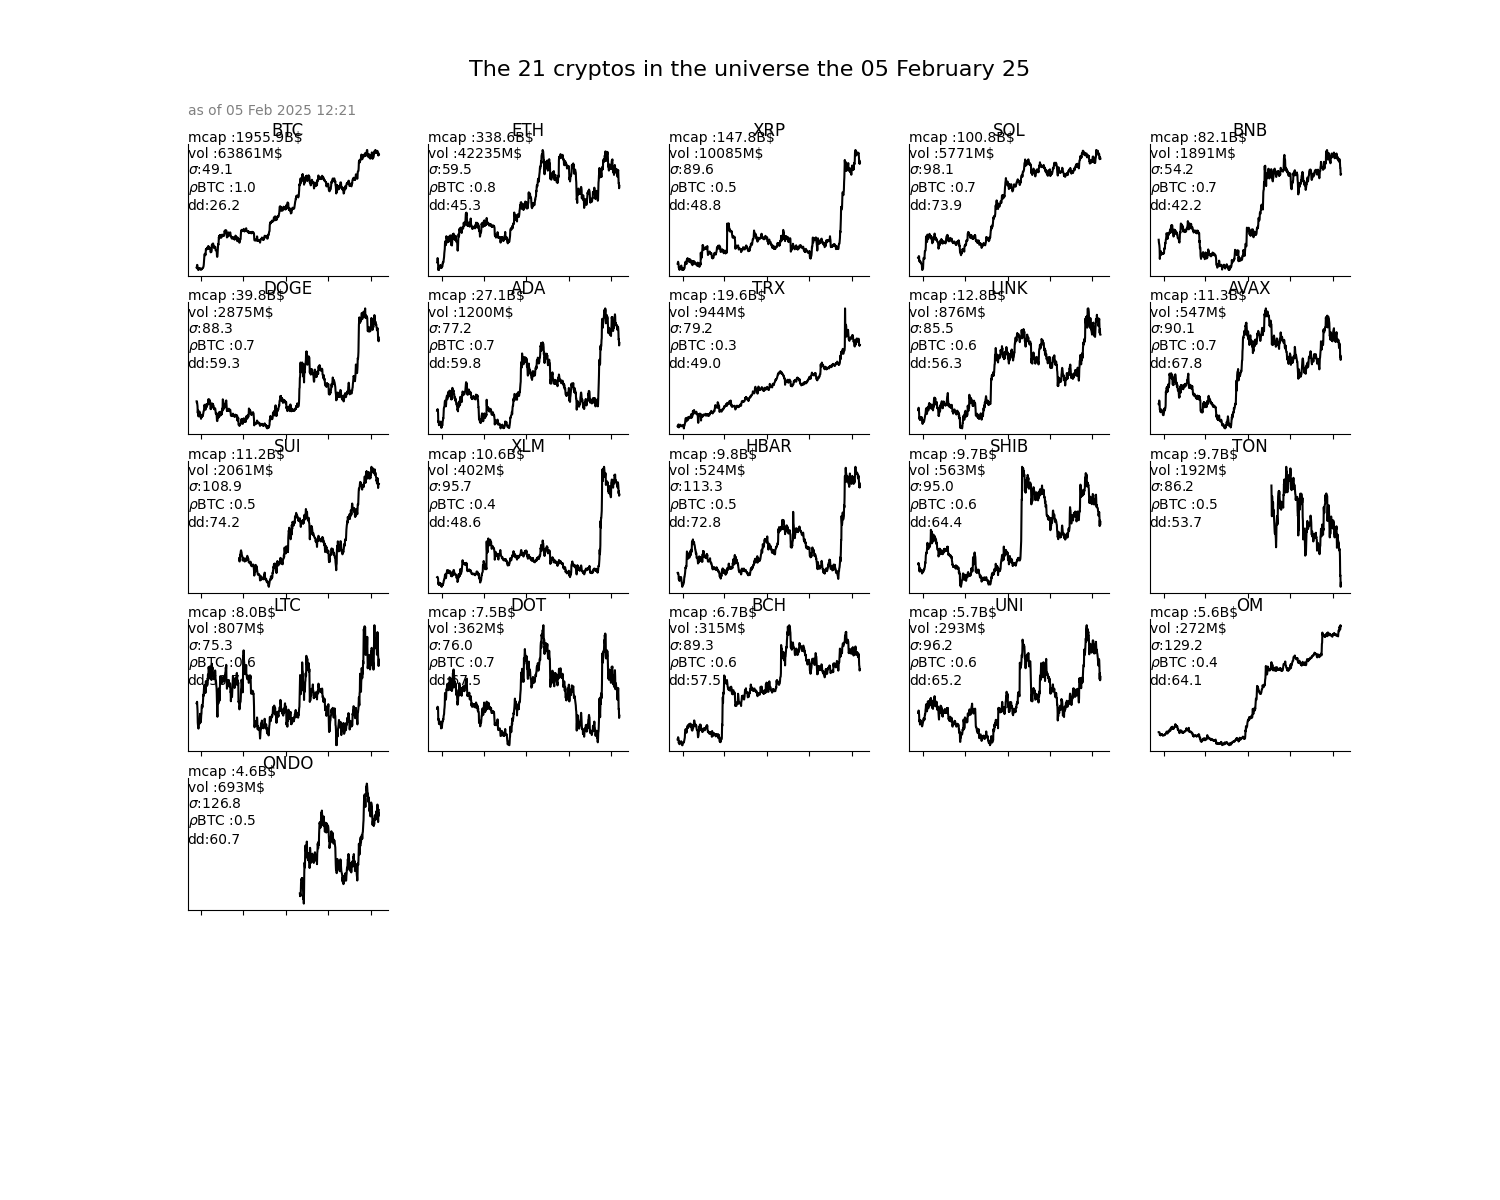 The 21 cryptos in the universe the 05 February 25
as of 05 Feb 2025 12:21
BTC
mcap :1955.9B$
vol :63861M$
σ:49.1
ρBTC :1.0
dd:26.2
ETH
mcap :338.6B$
vol :42235M$
σ:59.5
ρBTC :0.8
dd:45.3
XRP
mcap :147.8B$
vol :10085M$
σ:89.6
ρBTC :0.5
dd:48.8
SOL
mcap :100.8B$
vol :5771M$
σ:98.1
ρBTC :0.7
dd:73.9
BNB
mcap :82.1B$
vol :1891M$
σ:54.2
ρBTC :0.7
dd:42.2
DOGE
mcap :39.8B$
vol :2875M$
σ:88.3
ρBTC :0.7
dd:59.3
ADA
mcap :27.1B$
vol :1200M$
σ:77.2
ρBTC :0.7
dd:59.8
TRX
mcap :19.6B$
vol :944M$
σ:79.2
ρBTC :0.3
dd:49.0
LINK
mcap :12.8B$
vol :876M$
σ:85.5
ρBTC :0.6
dd:56.3
AVAX
mcap :11.3B$
vol :547M$
σ:90.1
ρBTC :0.7
dd:67.8
SUI
mcap :11.2B$
vol :2061M$
σ:108.9
ρBTC :0.5
dd:74.2
XLM
mcap :10.6B$
vol :402M$
σ:95.7
ρBTC :0.4
dd:48.6
HBAR
mcap :9.8B$
vol :524M$
σ:113.3
ρBTC :0.5
dd:72.8
SHIB
mcap :9.7B$
vol :563M$
σ:95.0
ρBTC :0.6
dd:64.4
TON
mcap :9.7B$
vol :192M$
σ:86.2
ρBTC :0.5
dd:53.7
LTC
mcap :8.0B$
vol :807M$
σ:75.3
ρBTC :0.6
DOT
mcap :7.5B$
vol :362M$
σ:76.0
ρBTC :0.7
dd:57.5
BCH
mcap :6.7B$
vol :315M$
σ:89.3
ρBTC :0.6
dd:57.5
UNI
mcap :5.7B$
vol :293M$
σ:96.2
ρBTC :0.6
dd:65.2
OM
mcap :5.6B$
vol :272M$
σ:129.2
ρBTC :0.4
dd:64.1
ONDO
mcap :4.6B$
vol :693M$
σ:126.8
ρBTC :0.5
dd:60.7